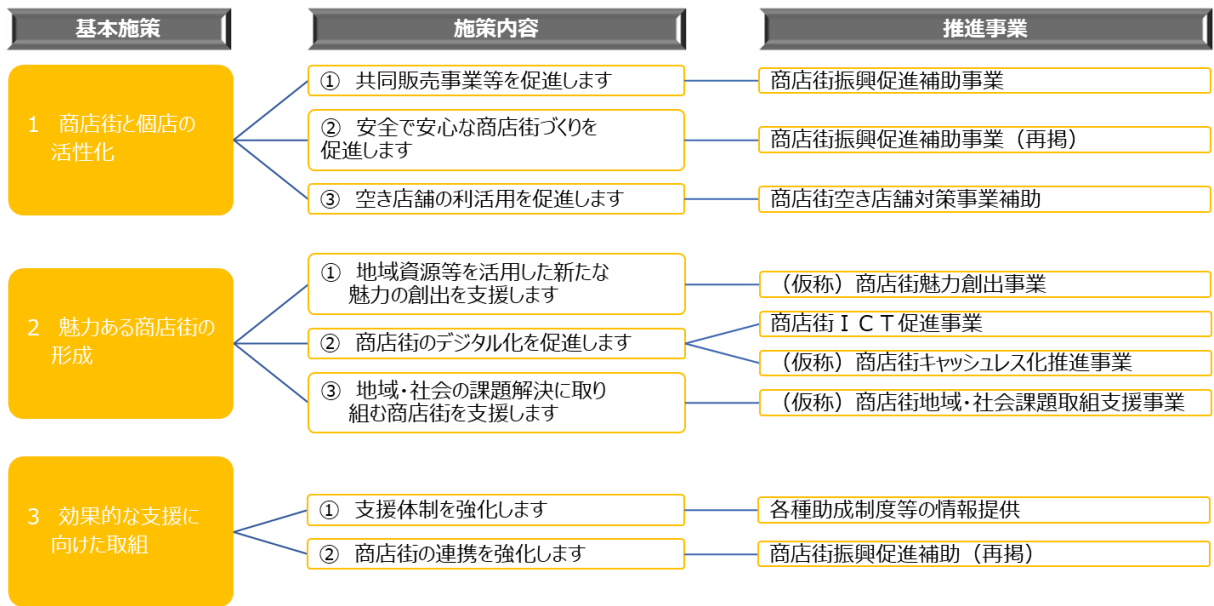 基本施策
施策内容
推進事業
1 商店街と個店の
活性化
① 共同販売事業等を促進します
商店街振興促進補助事業
② 安全で安心な商店街づくりを
促進します
商店街振興促進補助事業（再掲）
③ 空き店舗の利活用を促進します
商店街空き店舗対策事業補助
2 魅力ある商店街の
形成
① 地域資源等を活用した新たな
魅力の創出を支援します
（仮称）商店街魅力創出事業
② 商店街のデジタル化を促進します
商店街ＩＣＴ促進事業
（仮称）商店街キャッシュレス化推進事業
③ 地域・社会の課題解決に取り
組む商店街を支援します
（仮称）商店街地域・社会課題取組支援事業
3 効果的な支援に
向けた取組
① 支援体制を強化します
各種助成制度等の情報提供
② 商店街の連携を強化します
商店街振興促進補助（再掲）